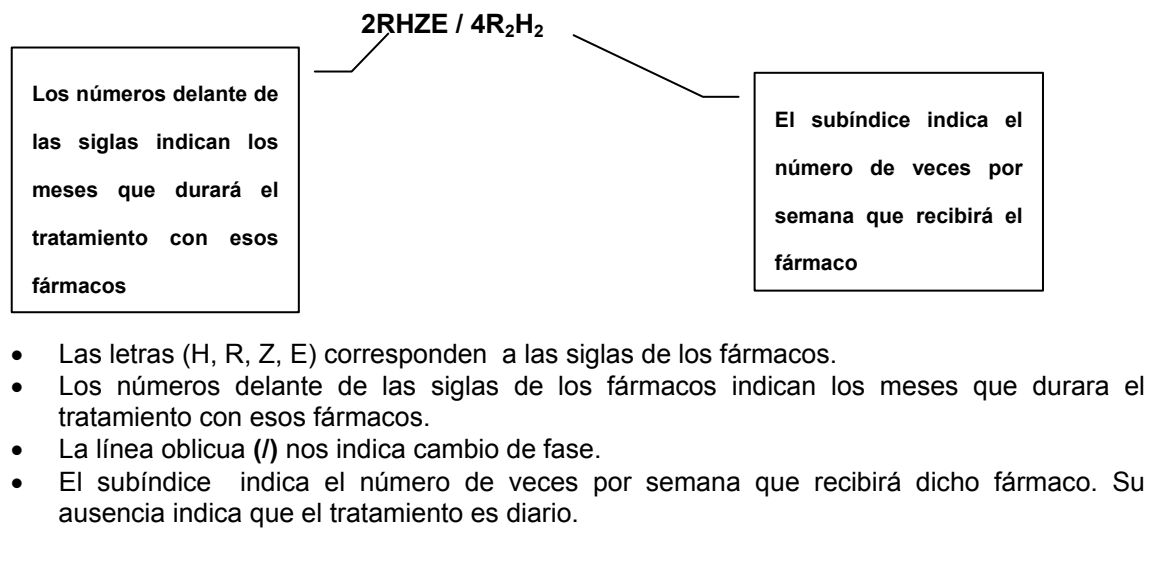 2RHZE / 4R₂H₂
Los números delante de
las siglas indican los
meses que durará el
tratamiento con esos
fármacos
El subíndice indica el
número de veces por
semana que recibirá el
fármaco
• Las letras (H, R, Z, E) corresponden a las siglas de los fármacos.
• Los números delante de las siglas de los fármacos indican los meses que durara el
tratamiento con esos fármacos.
• La línea oblicua (/) nos indica cambio de fase.
• El subíndice indica el número de veces por semana que recibirá dicho fármaco. Su
ausencia indica que el tratamiento es diario.